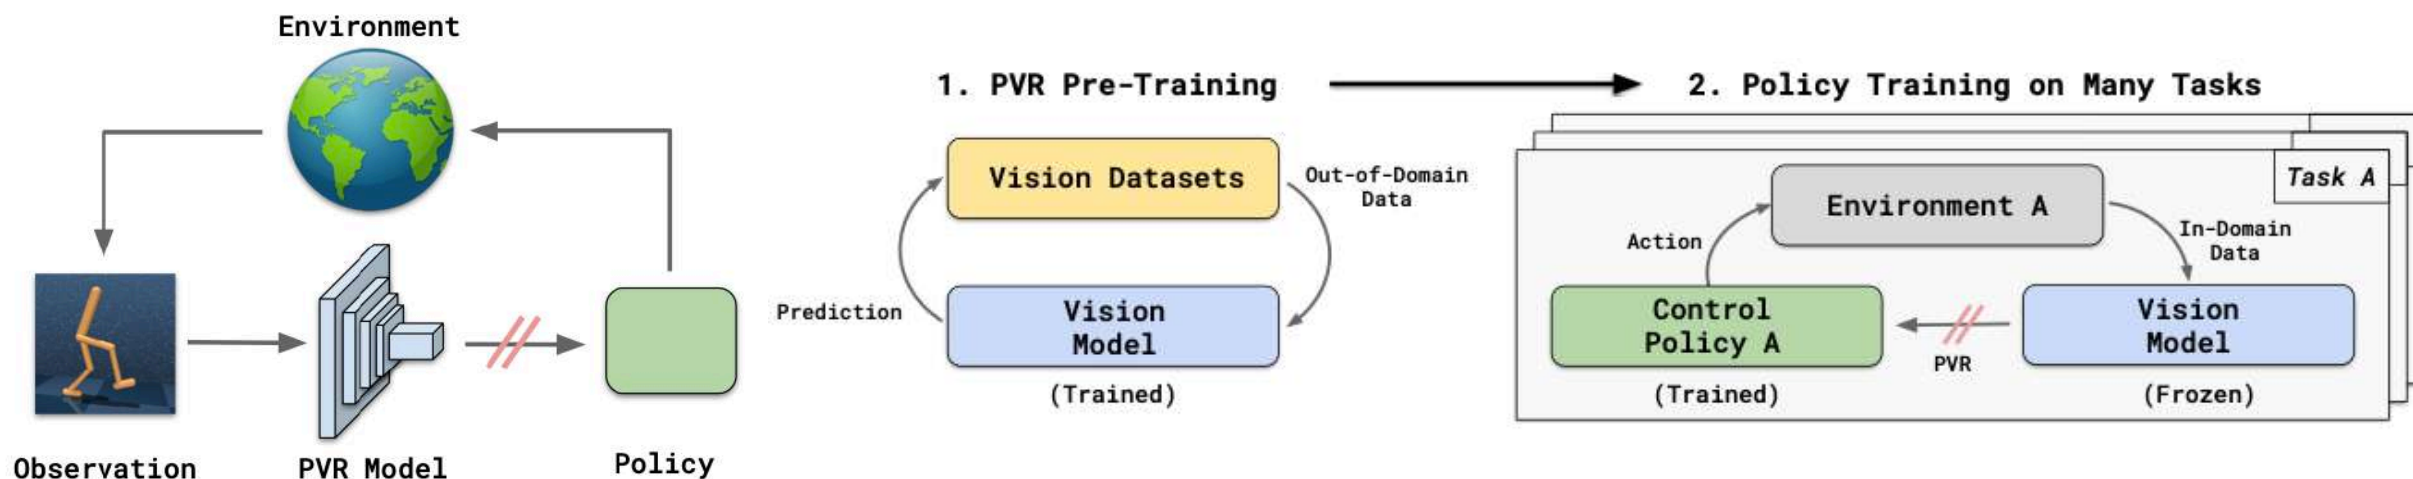 Environment
Observation
PVR Model
Policy
1. PVR Pre-Training
Vision Datasets
Out-of-Domain
Data
Prediction
Vision
Model
(Trained)
2. Policy Training on Many Tasks
Task A
Environment A
Action
In-Domain
Data
Control
Policy A
(Trained)
PVR
Vision
Model
(Frozen)